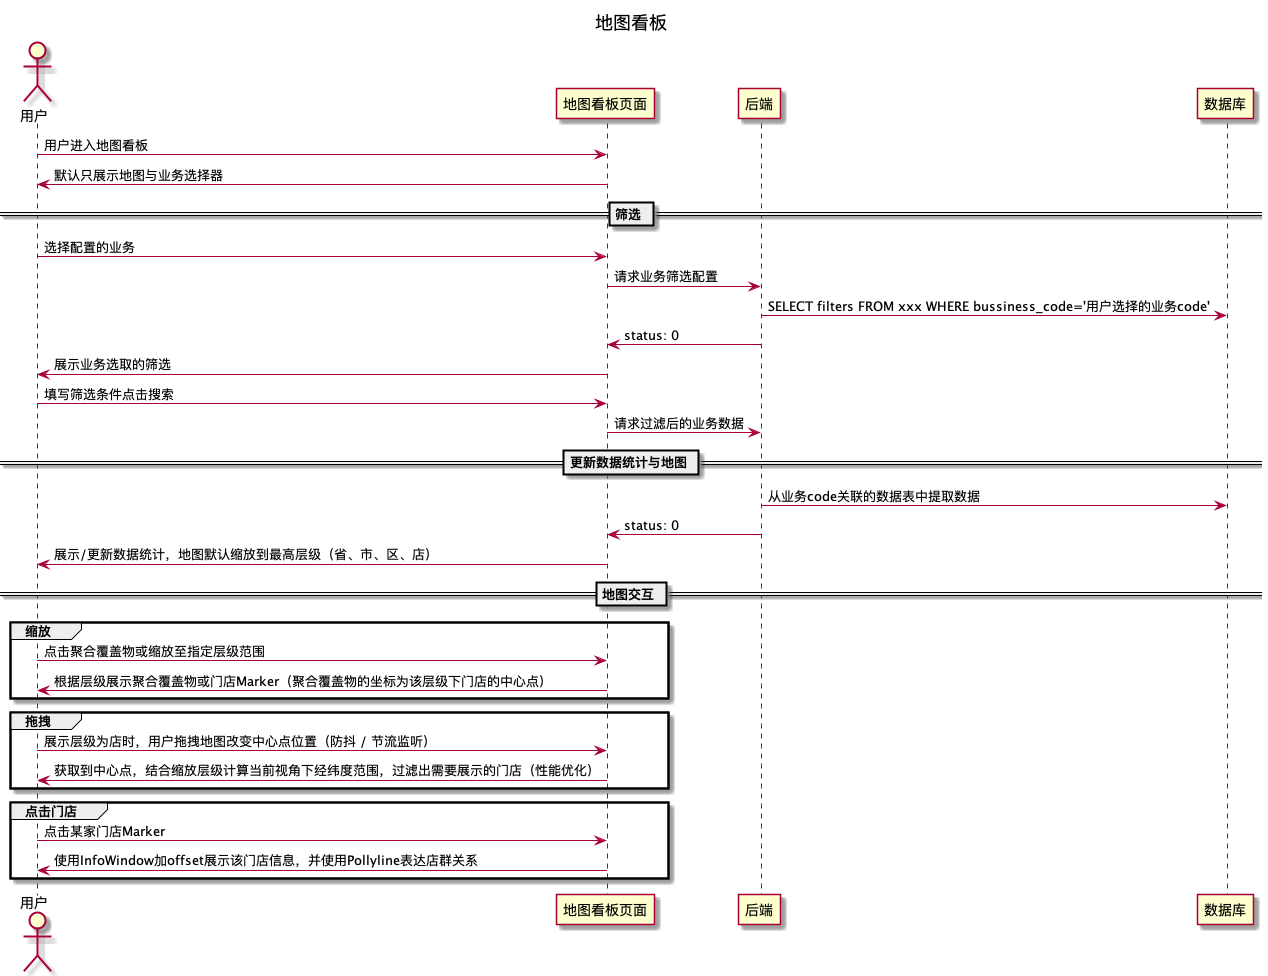 地图看板
用户
地图看板页面
后端
数据库
用户进入地图看板
默认只展示地图与业务选择器
筛选
选择配置的业务
请求业务筛选配置
SELECT filters FROM xxx WHERE bussiness_code='用户选择的业务code'
status: 0
展示业务选取的筛选
填写筛选条件点击搜索
请求过滤后的业务数据
更新数据统计与地图
从业务code关联的数据表中提取数据
status: 0
展示/更新数据统计，地图默认缩放到最高层级（省、市、区、店）
地图交互
缩放
点击聚合覆盖物或缩放至指定层级范围
根据层级展示聚合覆盖物或门店Marker（聚合覆盖物的坐标为该层级下门店的中心点）
拖拽
展示层级为店时，用户拖拽地图改变中心点位置（防抖 / 节流监听）
获取到中心点，结合缩放层级计算当前视角下经纬度范围，过滤出需要展示的门店（性能优化）
点击门店
点击某家门店Marker
使用InfoWindow加offset展示该门店信息，并使用Pollyline表达店群关系
用户
地图看板页面
后端
数据库